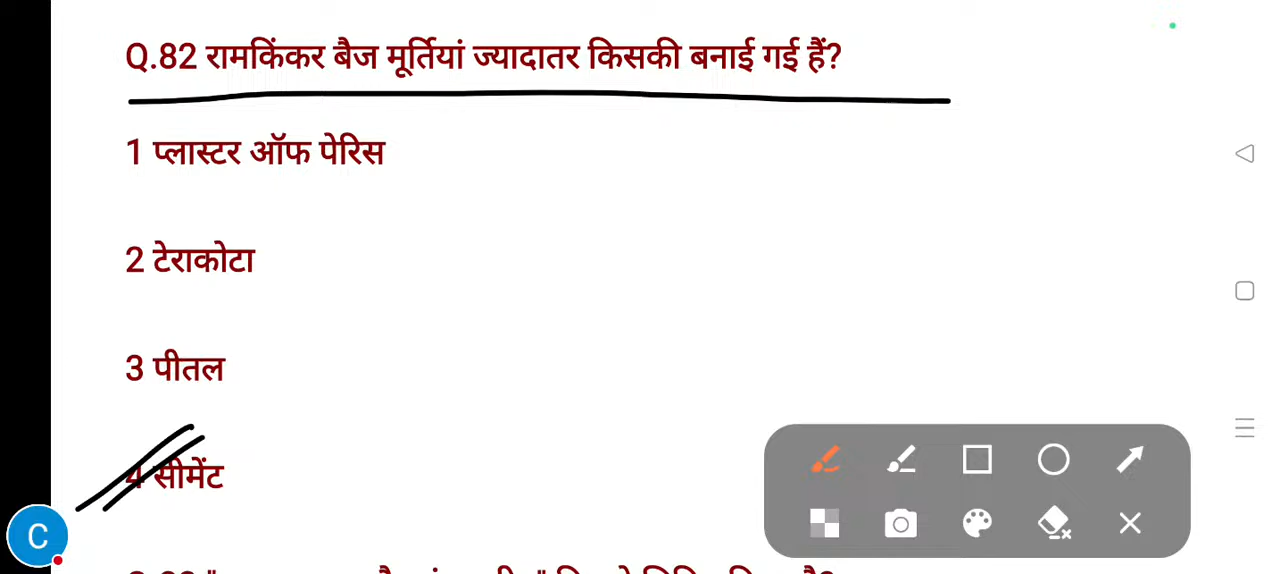 Q.82 रामकिंकर बैज मूर्तियां ज्यादातर किसकी बनाई गई हैं?
1 प्लास्टर ऑफ पेरिस
2 टेराकोटा
3 पीतल
4 सीमेंट
C